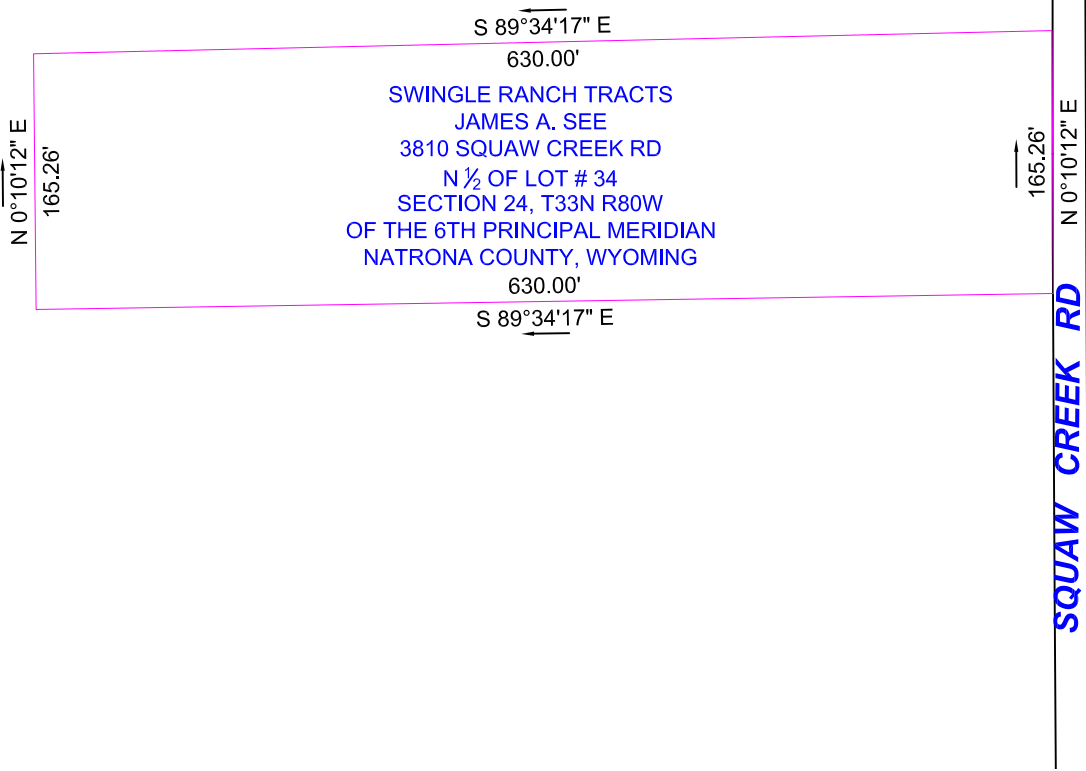 S 89°34'17" E
630.00'
SWINGLE RANCH TRACTS
JAMES A. SEE
3810 SQUAW CREEK RD
N ½ OF LOT # 34
SECTION 24, T33N R80W
OF THE 6TH PRINCIPAL MERIDIAN
NATRONA COUNTY, WYOMING
630.00'
S 89°34'17" E
N 0°10'12" E
165.26'
165.26'
N 0°10'12" E
SQUAW CREEK RD